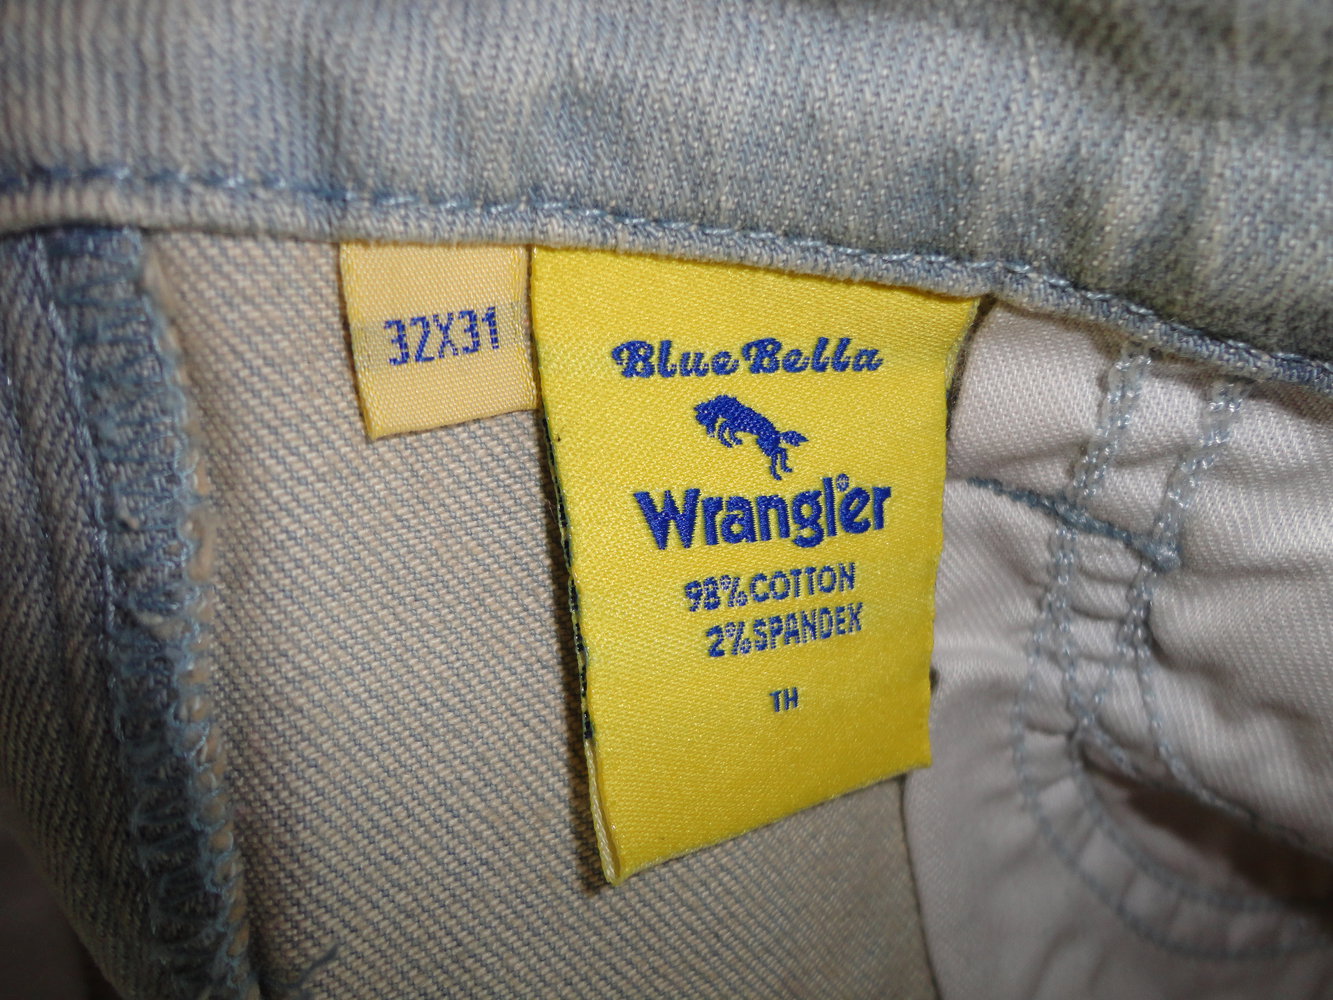 32X31
Blue Bella
Wrangler
98%COTTON
2%SPANDEX
TH